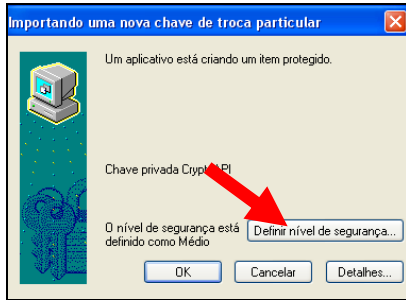 Importando uma nova chave de troca particular
Um aplicativo está criando um item protegido.
Chave privada CryptoAPI
O nível de segurança está
definido como Médio
Definir nível de segurança...
OK
Cancelar
Detalhes...